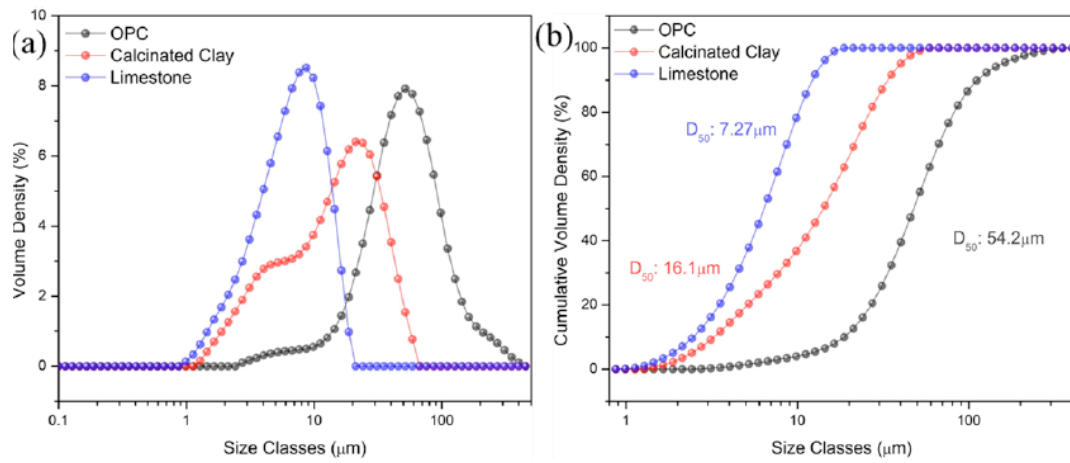 (a)
OPC
Calcinated Clay
Limestone
Volume Density (%)
10
8
6
4
2
0
0.1
1
10
100
Size Classes (μm)
(b)
OPC
Calcinated Clay
Limestone
Cumulative Volume Density (%)
100
80
60
40
20
0
D50: 7.27μm
D50: 16.1μm
D50: 54.2μm
1
10
100
Size Classes (μm)